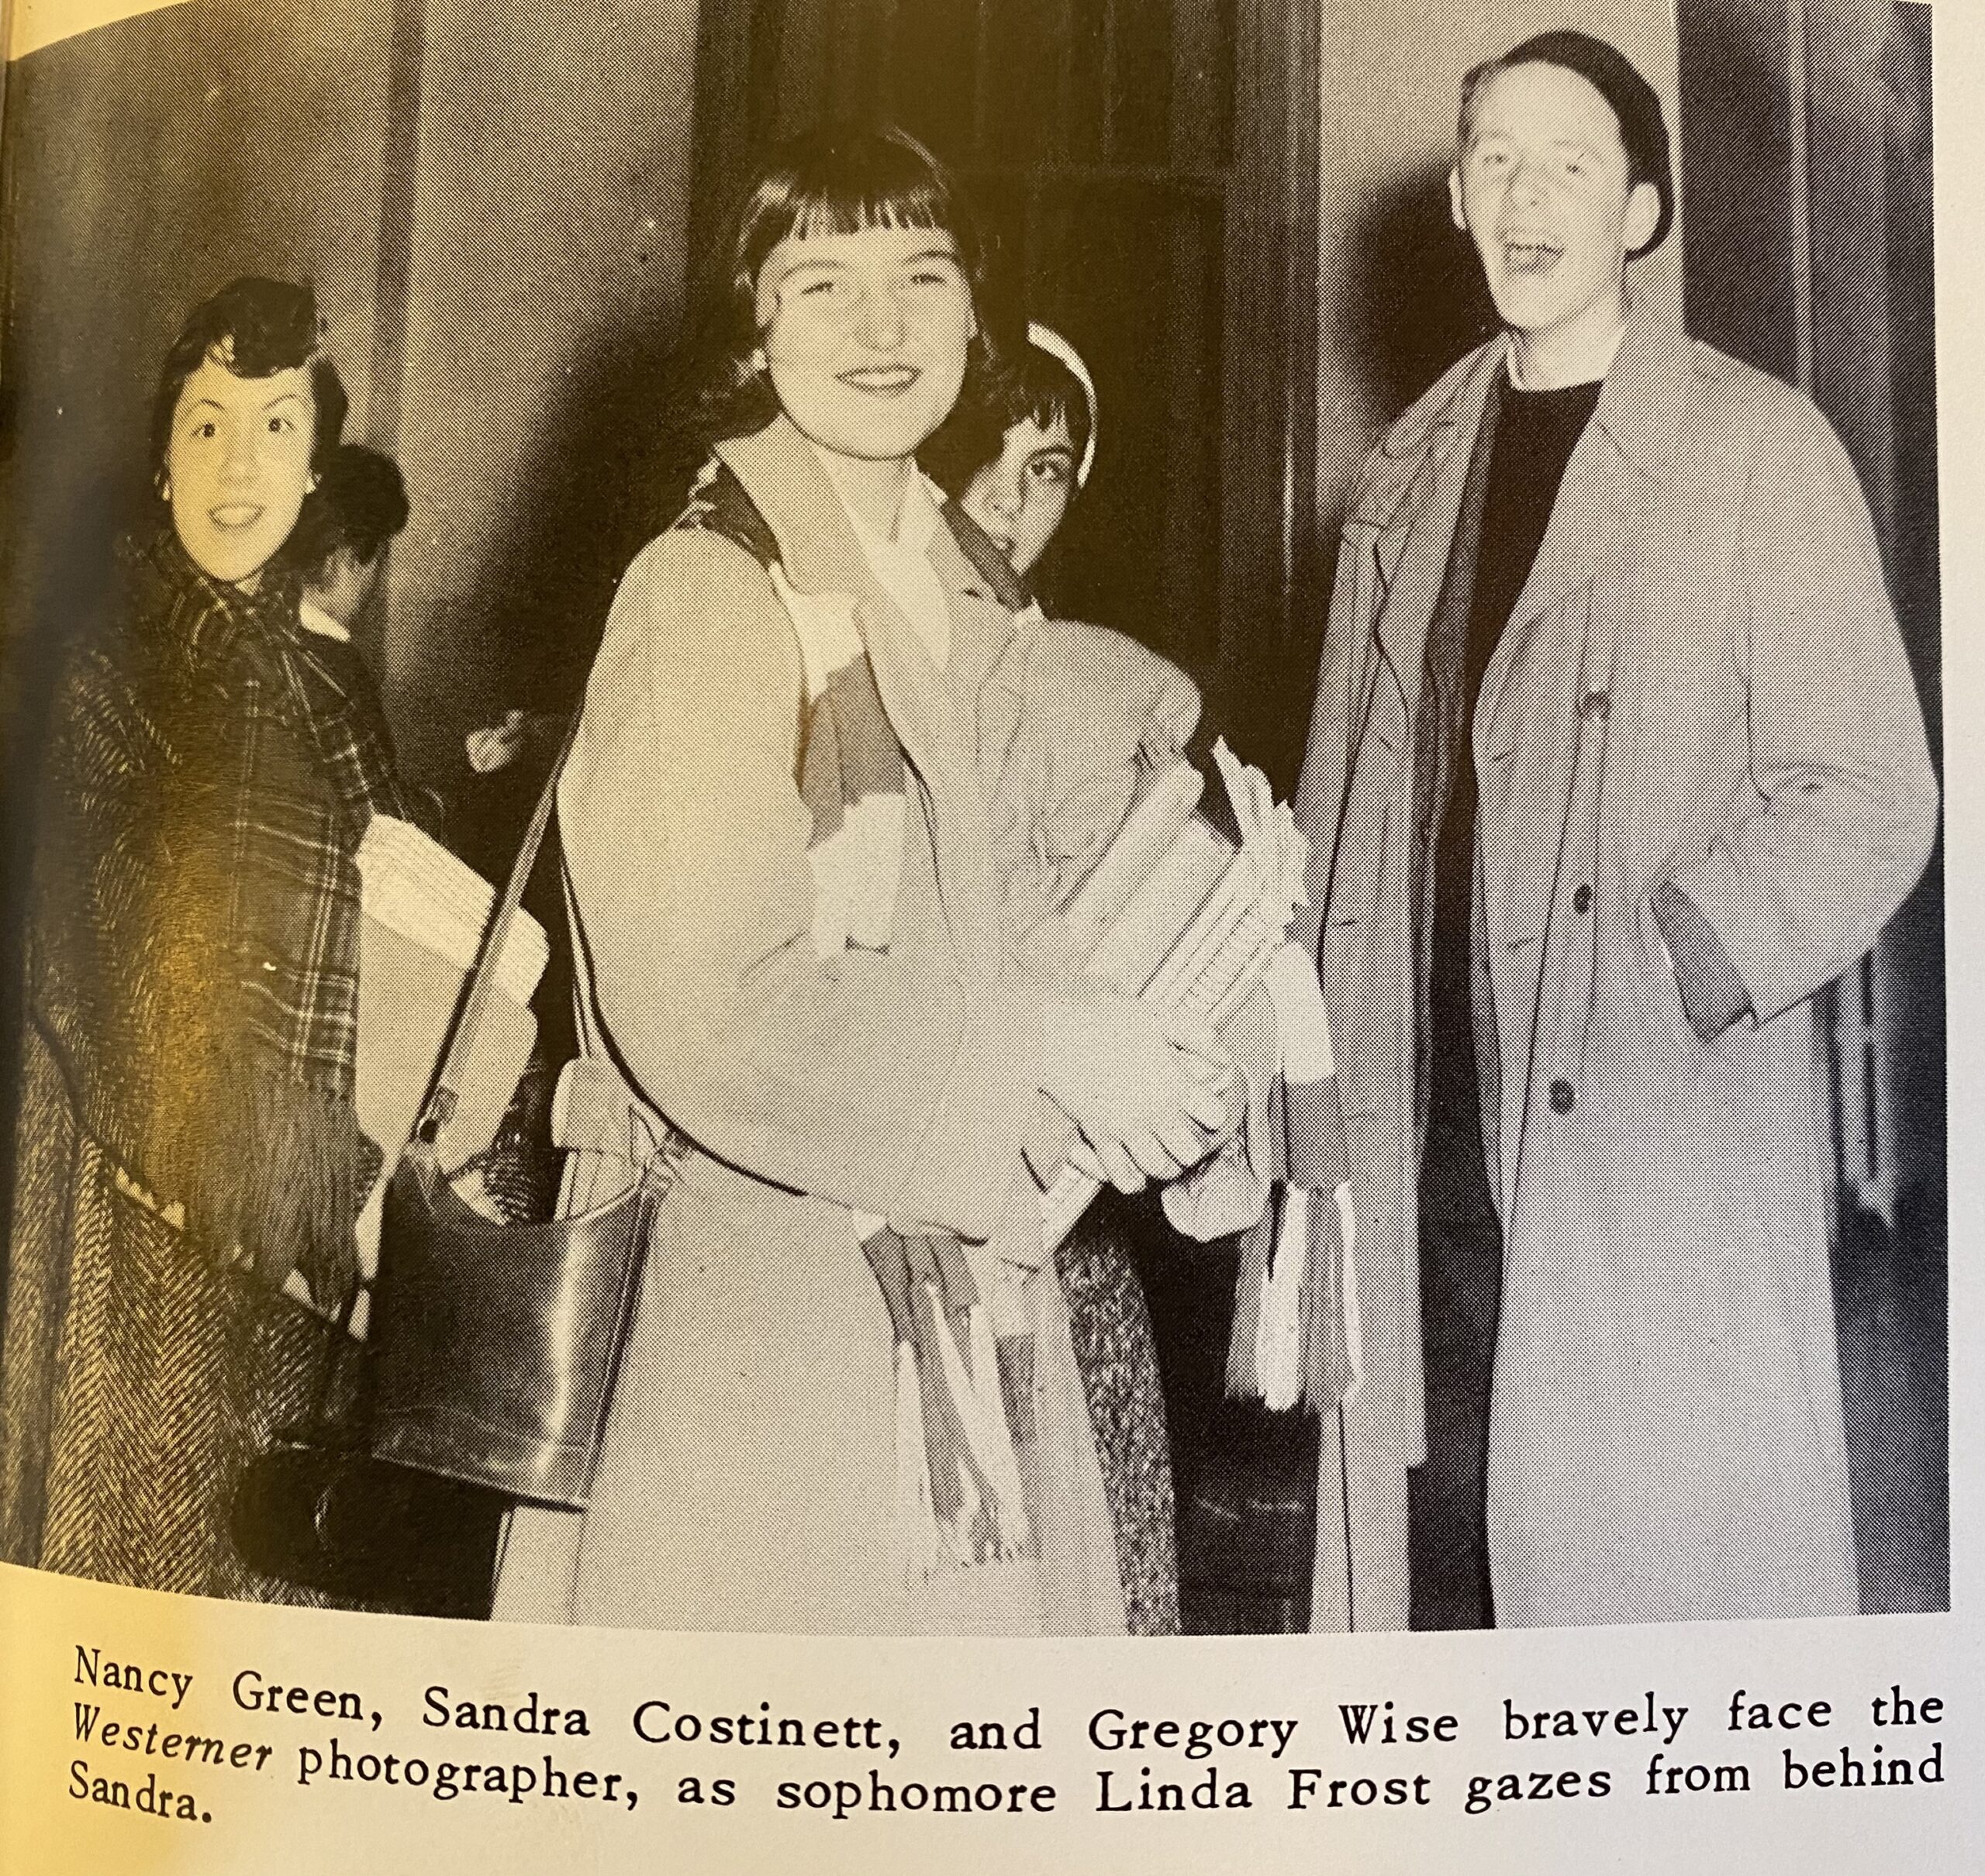 Nancy Green, Sandra Costinett, and Gregory Wise bravely face the
Westerner photographer, as sophomore Linda Frost gazes from behind
Sandra.